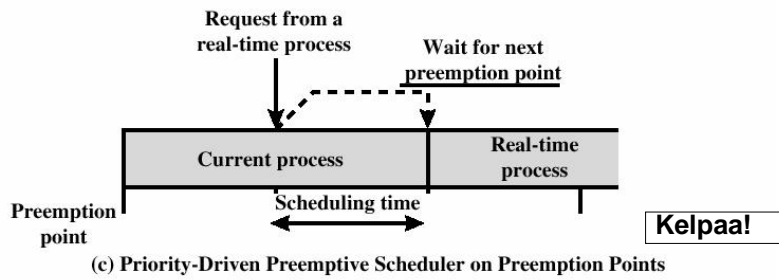 Request from a
real-time process
Wait for next
preemption point
Current process
Real-time
process
Preemption
point
Scheduling time
Kelpaa!
(c) Priority-Driven Preemptive Scheduler on Preemption Points